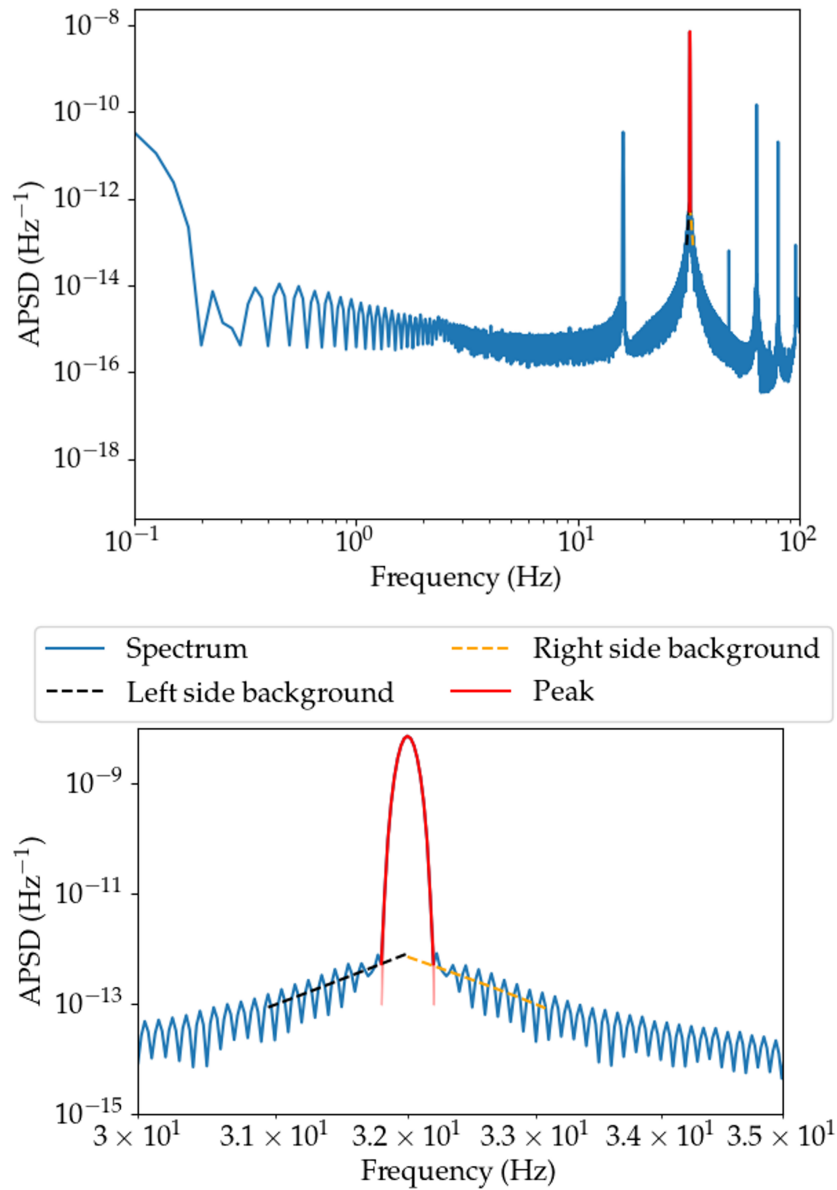 10⁻⁸
10⁻¹⁰
10⁻¹²
10⁻¹⁴
10⁻¹⁶
10⁻¹⁸
APSD (Hz⁻¹)
10⁻¹ 10⁰ 10¹ 10²
Frequency (Hz)
Spectrum Right side background
Left side background Peak
10⁻⁹
10⁻¹¹
10⁻¹³
10⁻¹⁵
APSD (Hz⁻¹)
3 × 10¹ 3.1 × 10¹ 3.2 × 10¹ 3.3 × 10¹ 3.4 × 10¹ 3.5 × 10¹
Frequency (Hz)